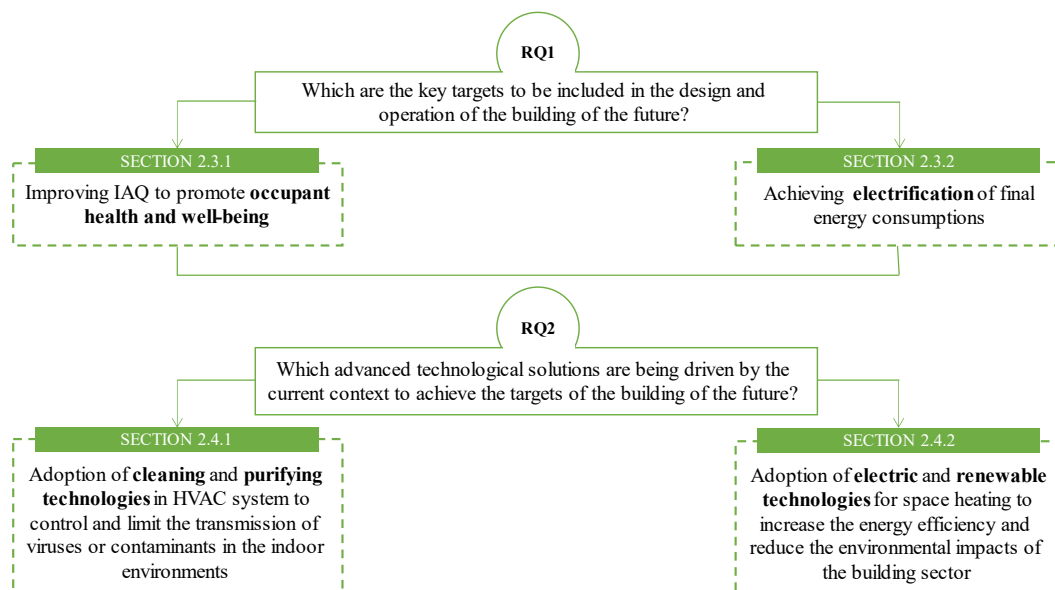 RQ1
Which are the key targets to be included in the design and
operation of the building of the future?
SECTION 2.3.1
Improving IAQ to promote occupant
health and well-being
SECTION 2.3.2
Achieving electrification of final
energy consumptions
RQ2
Which advanced technological solutions are being driven by the
current context to achieve the targets of the building of the future?
SECTION 2.4.1
Adoption of cleaning and purifying
technologies in HVAC system to
control and limit the transmission of
viruses or contaminants in the indoor
environments
SECTION 2.4.2
Adoption of electric and renewable
technologies for space heating to
increase the energy efficiency and
reduce the environmental impacts of
the building sector